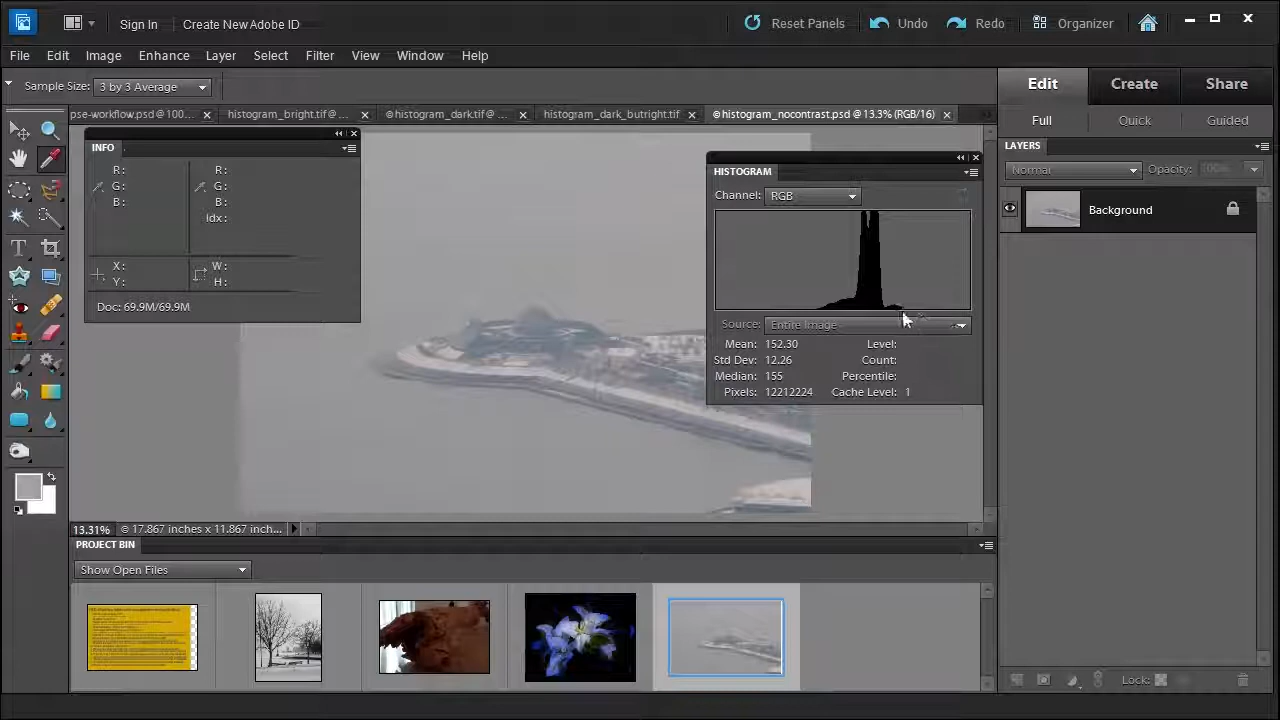 Sign In Create New Adobe ID Reset Panels Undo Redo Organizer
File Edit Image Enhance Layer Select Filter View Window Help
Sample Size: 3 by 3 Average Edit Create Share
pse-workflow.psd @100... histogram_bright.tif @ ... histogram_dark.tif @ ... histogram_dark_butright.tif histogram_nocontrast.psd @ 13.3% (RGB/16) Full Quick Guided
INFO
R: R:
G: G:
B: B:
Idx:
X: W:
Y: H:
Doc: 69.9M/69.9M
HISTOGRAM
Channel: RGB
Source: Entire Image
Mean: 152.30 Level:
Std Dev: 12.26 Count:
Median: 155 Percentile:
Pixels: 12212224 Cache Level: 1
LAYERS
Normal Opacity: 100%
Background
T
13.31% © 17.867 inches x 11.867 inch...
PROJECT BIN
Show Open Files
Lock: